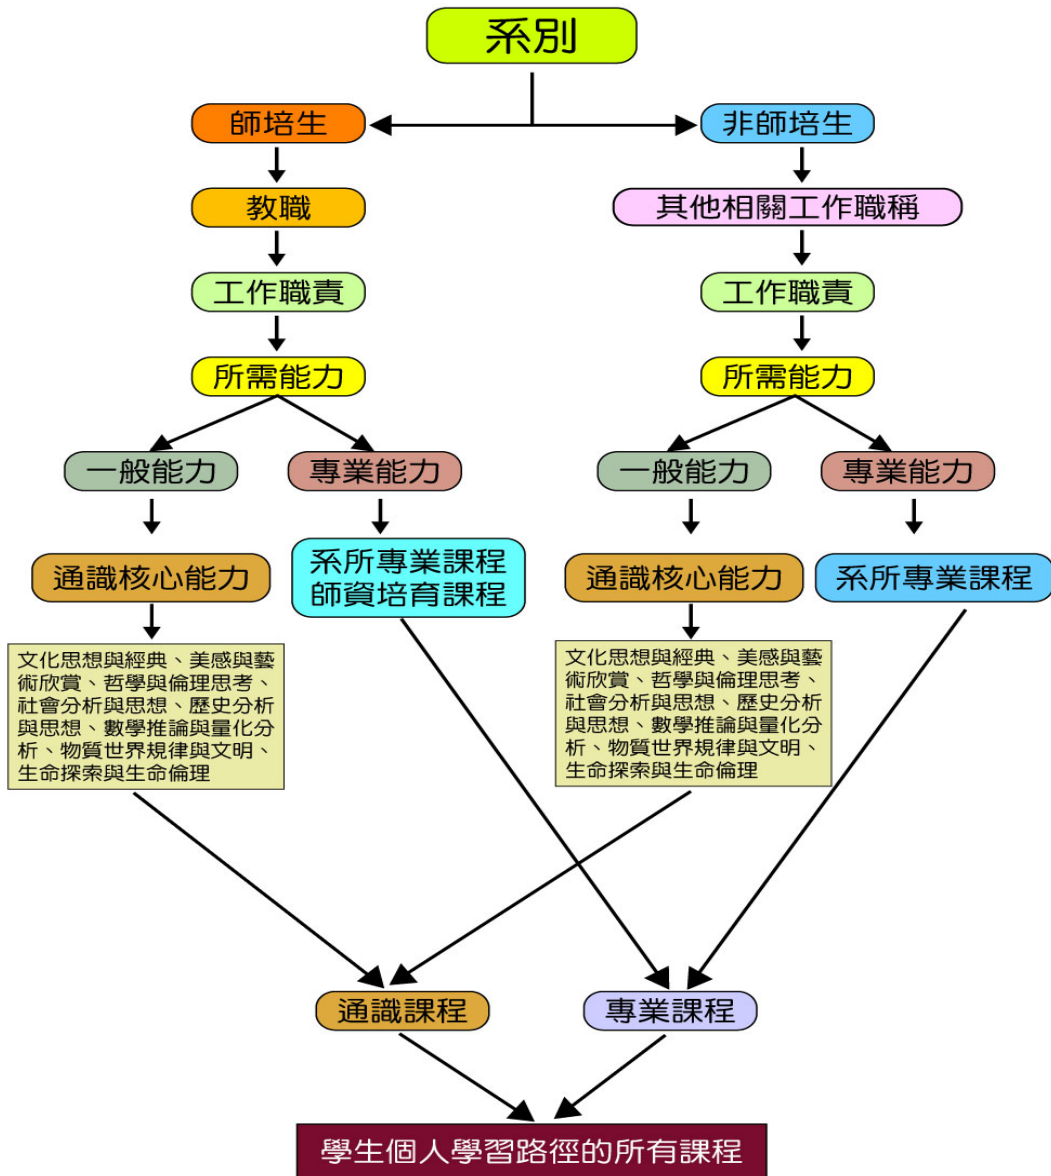 系別
師培生
非師培生
教職
其他相關工作職稱
工作職責
工作職責
所需能力
所需能力
一般能力
專業能力
一般能力
專業能力
通識核心能力
系所專業課程
師資培育課程
通識核心能力
系所專業課程
文化思想與經典、美感與藝
術欣賞、哲學與倫理思考、
社會分析與思想、歷史分析
與思想、數學推論與量化分
析、物質世界規律與文明、
生命探索與生命倫理
文化思想與經典、美感與藝
術欣賞、哲學與倫理思考、
社會分析與思想、歷史分析
與思想、數學推論與量化分
析、物質世界規律與文明、
生命探索與生命倫理
通識課程
專業課程
學生個人學習路徑的所有課程